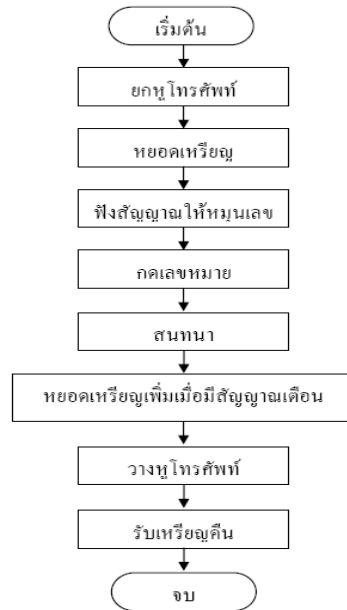 เริ่มต้น
ยกหูโทรศัพท์
หยอดเหรียญ
ฟังสัญญาณให้หมุนเลข
กดเลขหมาย
สนทนา
หยอดเหรียญเพิ่มเมื่อมีสัญญาณเตือน
วางหูโทรศัพท์
รับเหรียญคืน
จบ